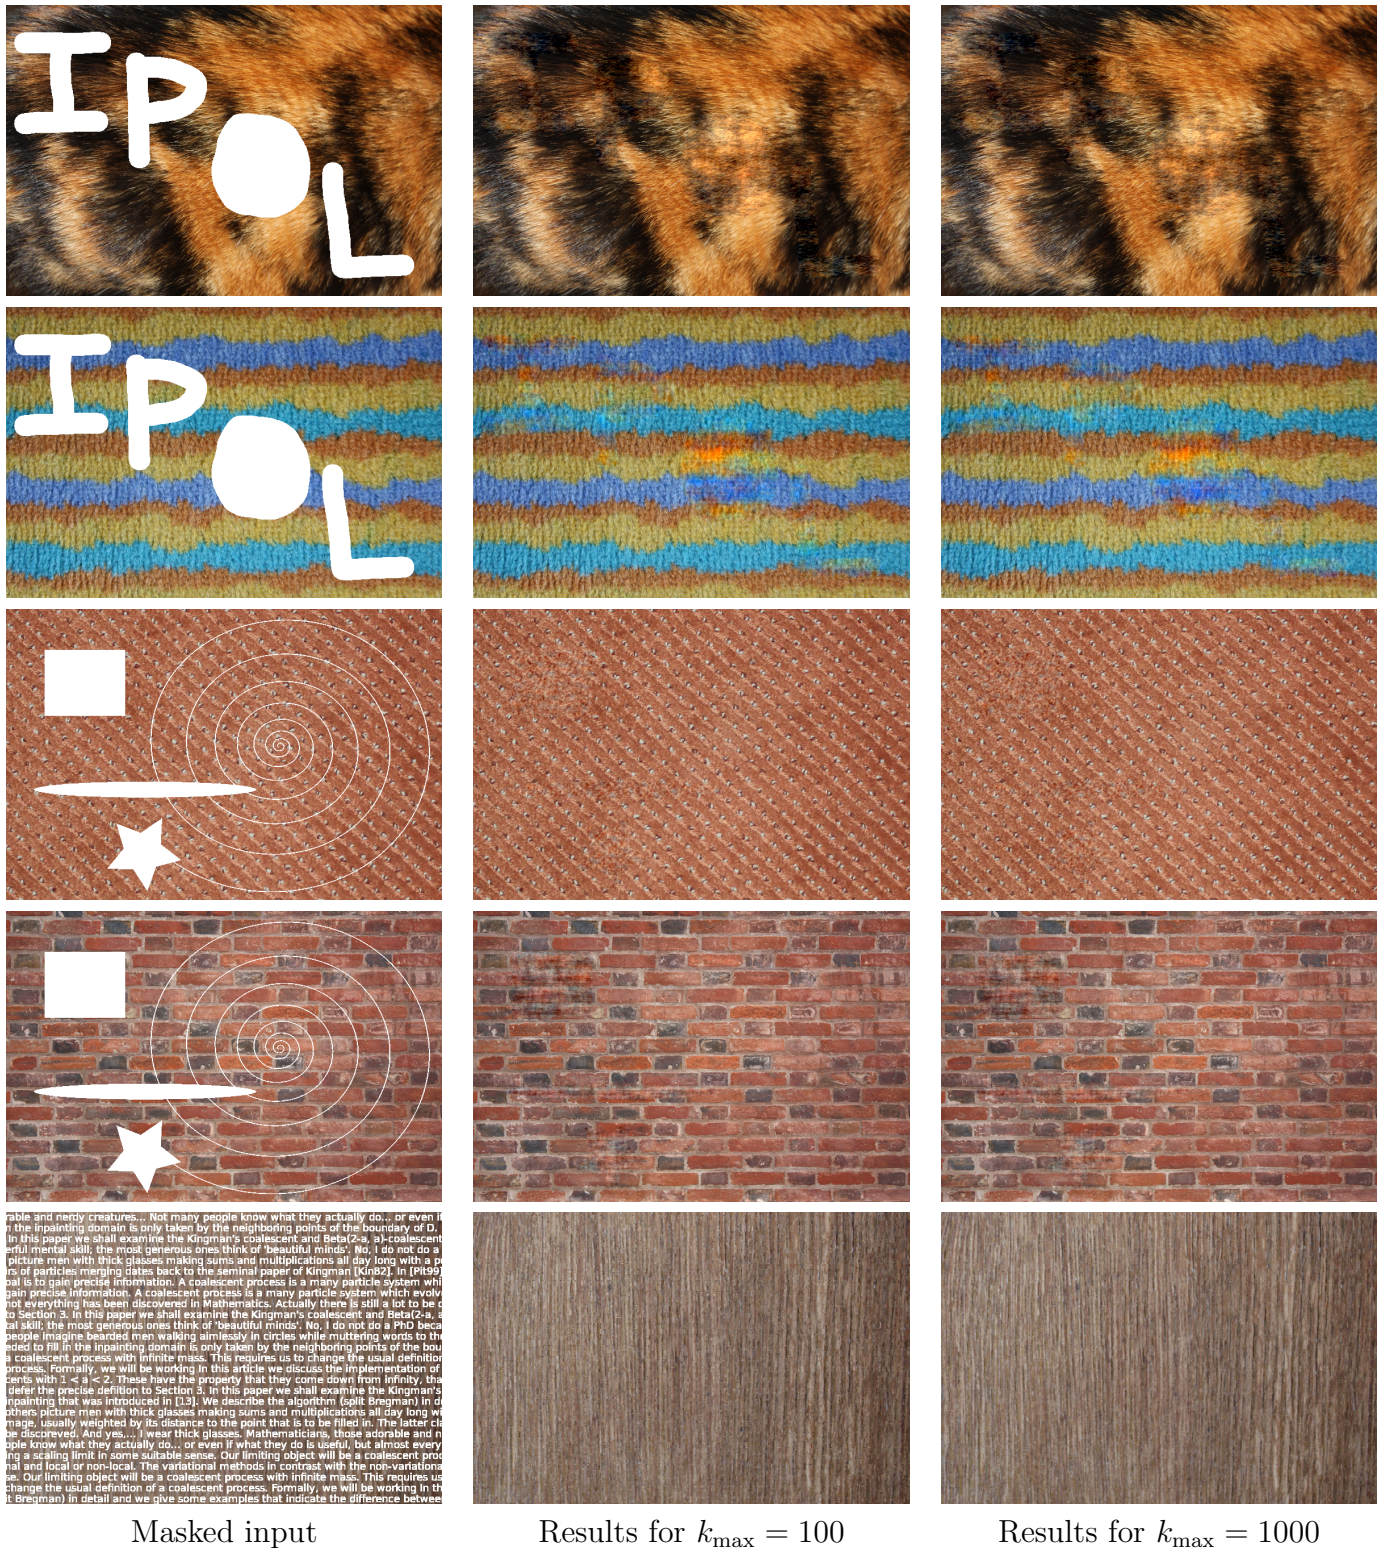 IPOL
IPOL
rable and nerdy creatures... Not many people know what they actually do... or even if
n the inpainting domain is only taken by the neighboring points of the boundary of D.
In this paper we shall examine the Kingman's coalescent and Beta(2-a, a)-coalescent
erful mental skill; the most generous ones think of 'beautiful minds'. No, I do not do a
picture men with thick glasses making sums and multiplications all day long with a pe
rs of particles merging dates back to the seminal paper of Kingman [Kin82]. In [Pit99]
oal is to gain precise information. A coalescent process is a many particle system whi
gain precise information. A coalescent process is a many particle system which evolve
not everything has been discovered in Mathematics. Actually there is still a lot to be d
to Section 3. In this paper we shall examine the Kingman's coalescent and Beta(2-a, a
tal skill; the most generous ones think of 'beautiful minds'. No, I do not do a PhD beca
people imagine bearded men walking aimlessly in circles while muttering words to the
eded to fill in the inpainting domain is only taken by the neighboring points of the bou
a coalescent process with infinite mass. This requires us to change the usual definition
process. Formally, we will be working In this article we discuss the implementation of
cents with 1 < a < 2. These have the property that they come down from infinity, tha
defer the precise defiition to Section 3. In this paper we shall examine the Kingman's
inpainting that was introduced in [13]. We describe the algorithm (split Bregman) in de
others picture men with thick glasses making sums and multiplications all day long wi
mage, usually weighted by its distance to the point that is to be filled in. The latter cla
be discoreved. And yes,... I wear thick glasses. Mathematicians, those adorable and n
ople know what they actually do... or even if what they do is useful, but almost every
ing a scaling limit in some suitable sense. Our limiting object will be a coalescent proc
nal and local or non-local. The variational methods in contrast with the non-variationa
se. Our limiting object will be a coalescent process with infinite mass. This requires us
change the usual definition of a coalescent process. Formally, we will be working In th
it Bregman) in detail and we give some examples that indicate the difference between
Masked input
Results for kmax = 100
Results for kmax = 1000